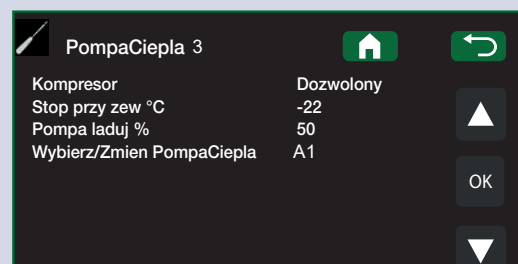 PompaCiepla 3
Kompresor Dozwolony
Stop przy zew °C -22
Pompa laduj % 50
Wybierz/Zmien PompaCiepla A1
OK